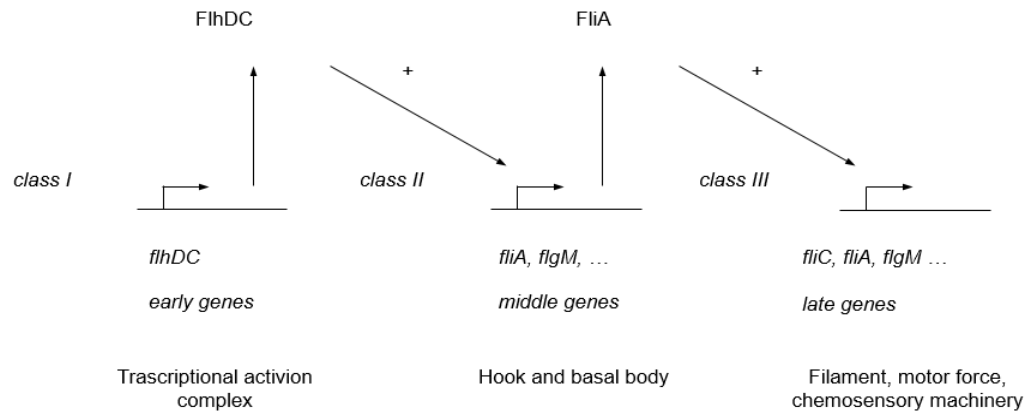 FlhDC
FliA
+
+
class I
class II
class III
flhDC
fliA, flgM, …
fliC, fliA, flgM …
early genes
middle genes
late genes
Trascriptional activion
complex
Hook and basal body
Filament, motor force,
chemosensory machinery